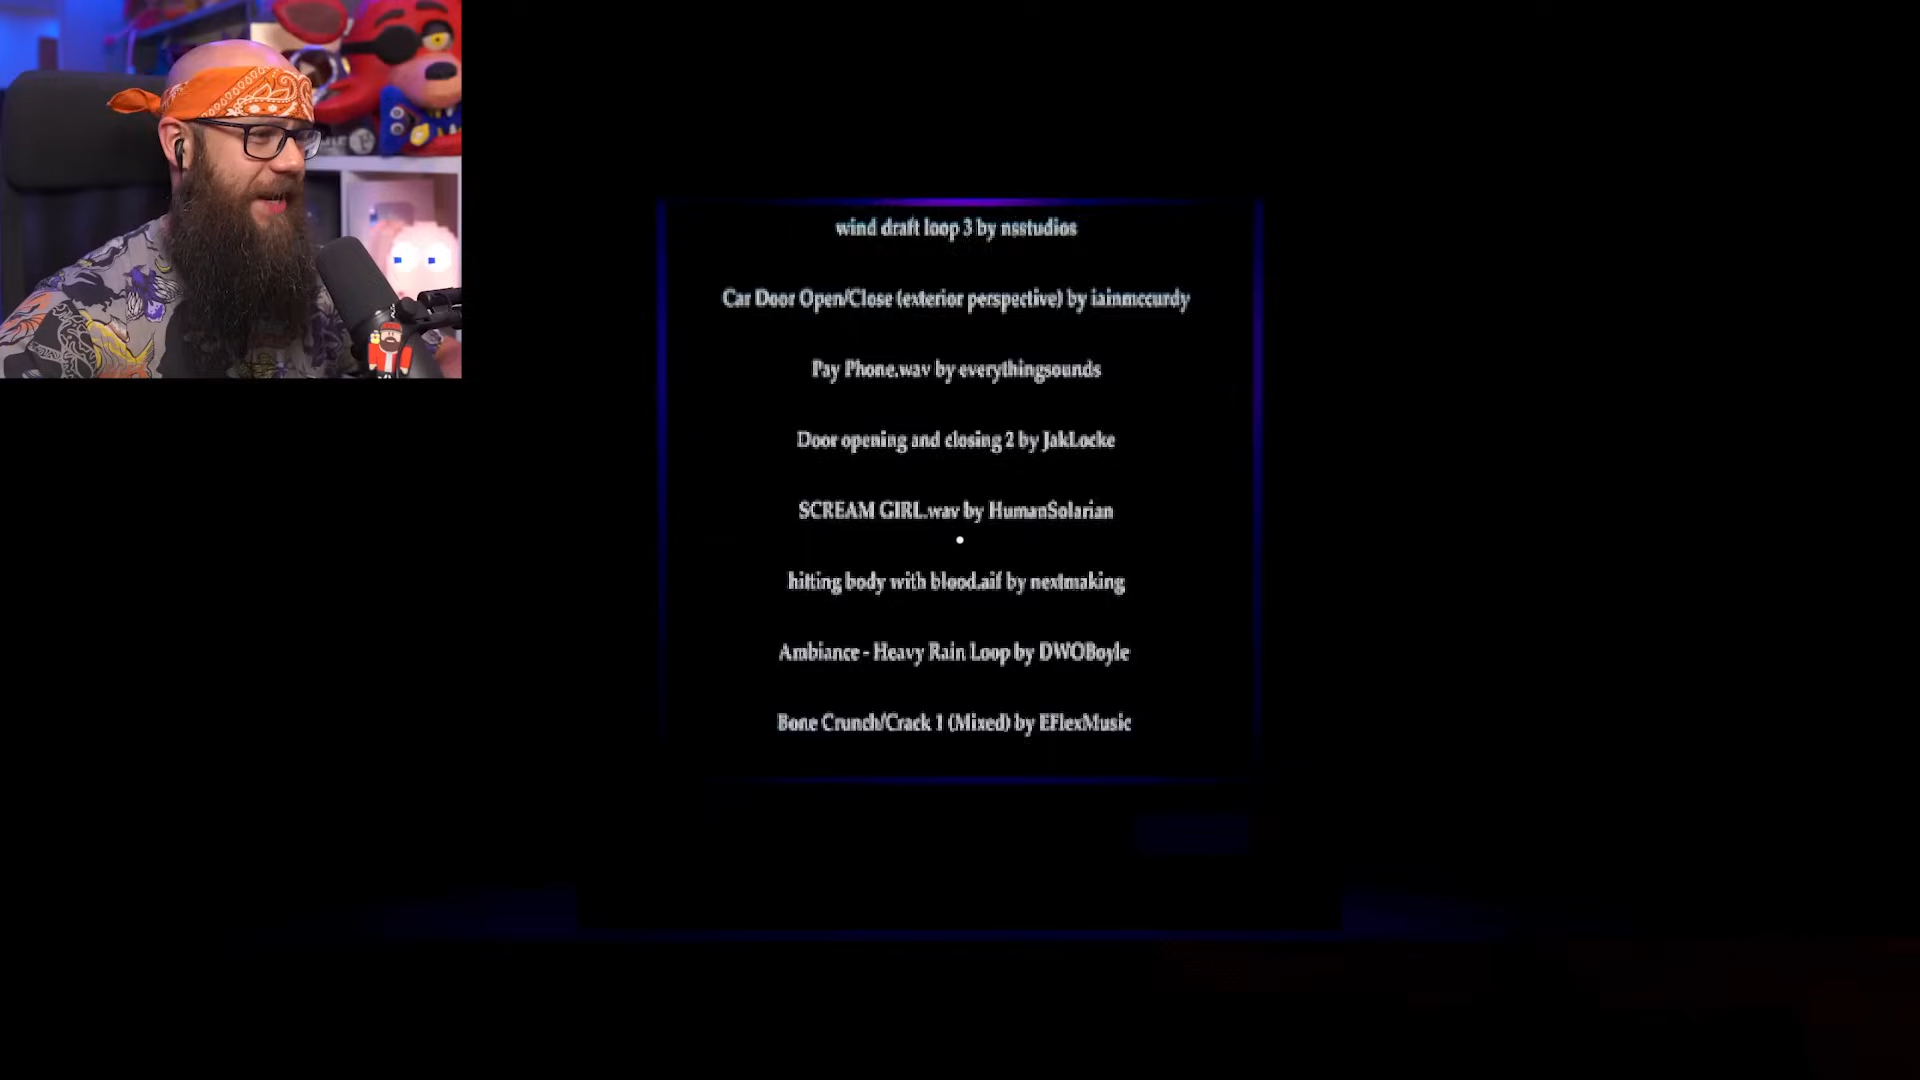 wind draft loop 3 by nsstudios
Car Door Open/Close (exterior perspective) by iainmccurdy
Pay Phone.wav by everythingsounds
Door opening and closing 2 by JakLocke
SCREAM GIRL.wav by HumanSolarian
hitting body with blood.aif by nextmaking
Ambiance - Heavy Rain Loop by DWOBoyle
Bone Crunch/Crack 1 (Mixed) by EFlexMusic